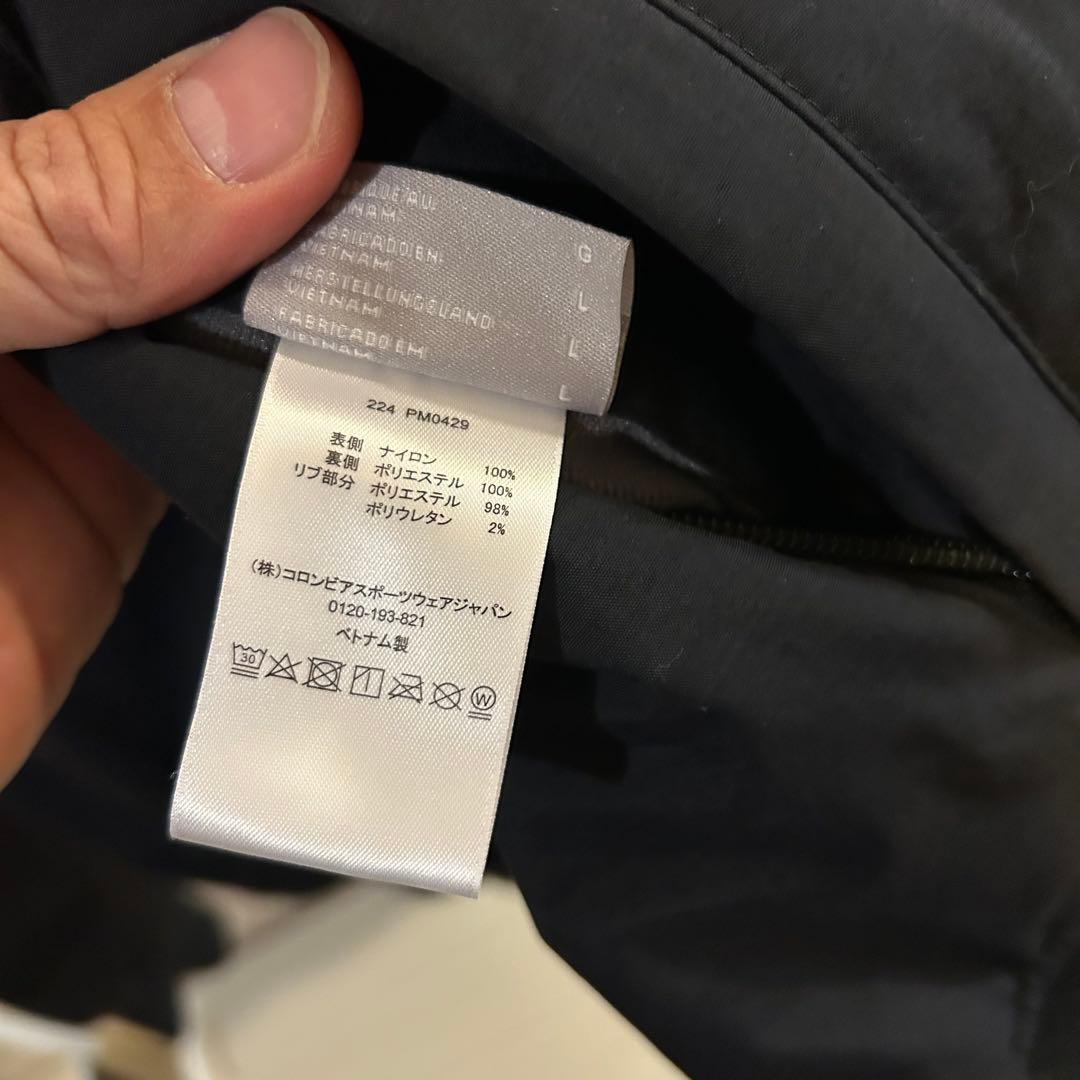 VIETNAM
FABRICADO EN:
VIETNAM
HERSTELLUNGSLAND
VIETNAM
FABRICADO EM:
VIETNAM
G
L
L
L
224 PM0429
表側 ナイロン 100%
裏側 ポリエステル 100%
リブ部分 ポリエステル 98%
ポリウレタン 2%
(株)コロンビアスポーツウェアジャパン
0120-193-821
ベトナム製
30
W